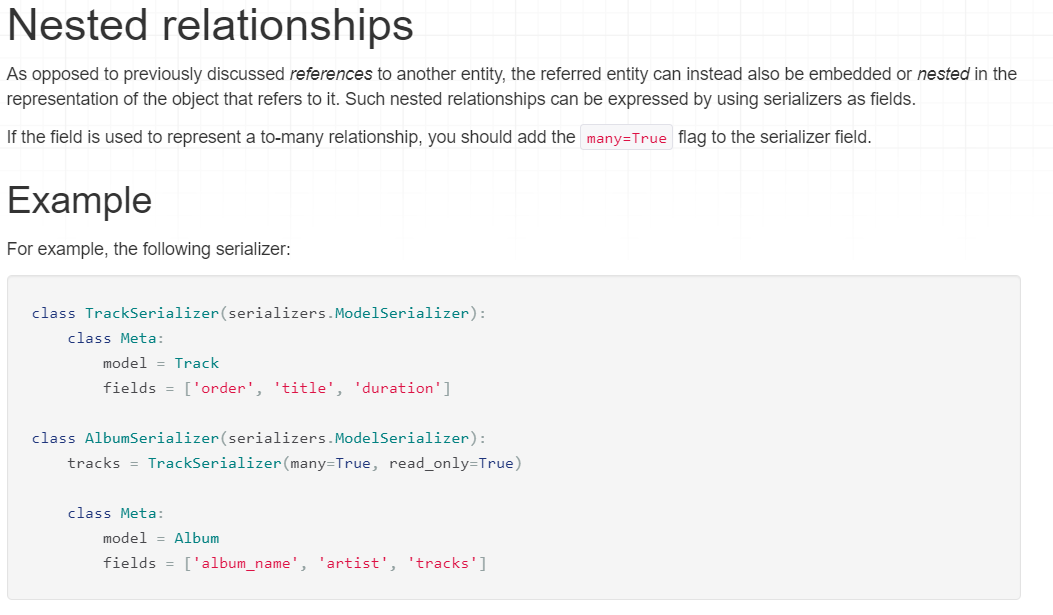 Nested relationships
As opposed to previously discussed references to another entity, the referred entity can instead also be embedded or nested in the
representation of the object that refers to it. Such nested relationships can be expressed by using serializers as fields.
If the field is used to represent a to-many relationship, you should add the many=True flag to the serializer field.
Example
For example, the following serializer:
class TrackSerializer(serializers.ModelSerializer):
    class Meta:
        model = Track
        fields = ['order', 'title', 'duration']
class AlbumSerializer(serializers.ModelSerializer):
    tracks = TrackSerializer(many=True, read_only=True)
    class Meta:
        model = Album
        fields = ['album_name', 'artist', 'tracks']